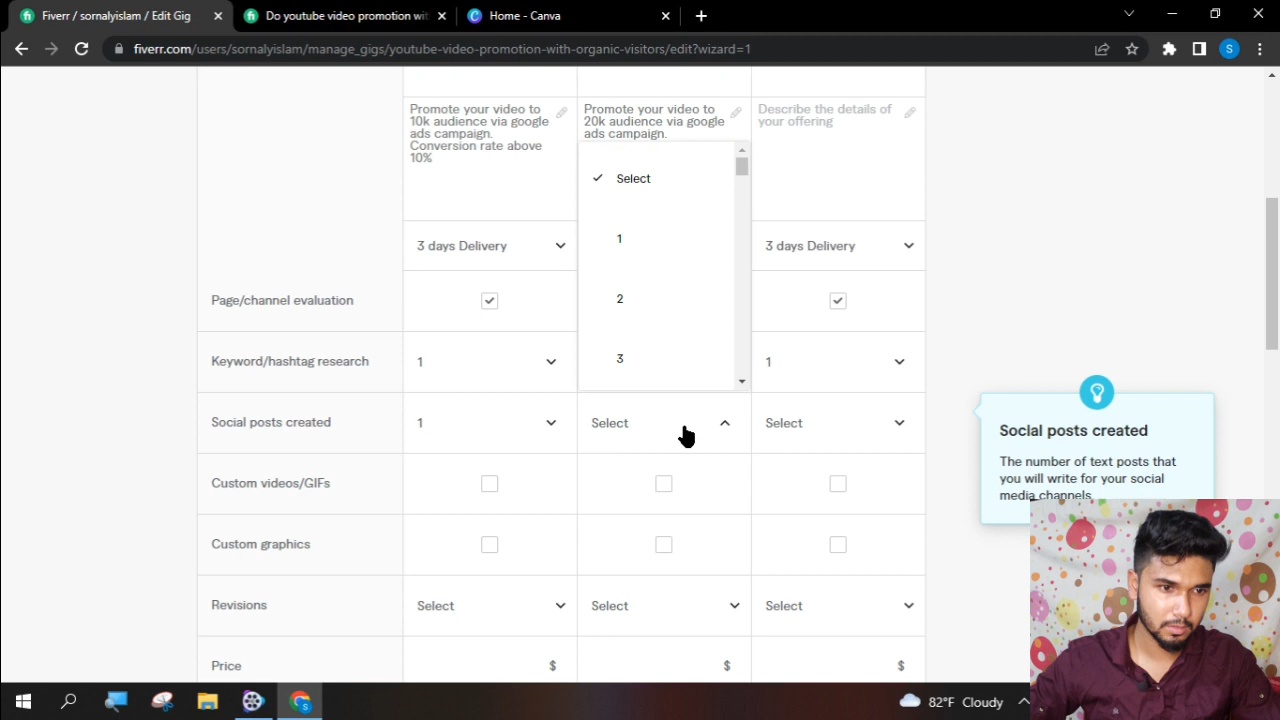 Fiverr / sornalyislam / Edit Gig
Do youtube video promotion with
Home - Canva
fiverr.com/users/sornalyislam/manage_gigs/youtube-video-promotion-with-organic-visitors/edit?wizard=1
S
Promote your video to
10k audience via google
ads campaign.
Conversion rate above
10%
Promote your video to
20k audience via google
ads campaign.
Describe the details of
your offering
Select
1
2
3
3 days Delivery
3 days Delivery
Page/channel evaluation
Keyword/hashtag research
1
1
Social posts created
1
Select
Select
Custom videos/GIFs
Custom graphics
Revisions
Select
Select
Select
Price
$
$
$
Social posts created
The number of text posts that
you will write for your social
media channels
82°F Cloudy